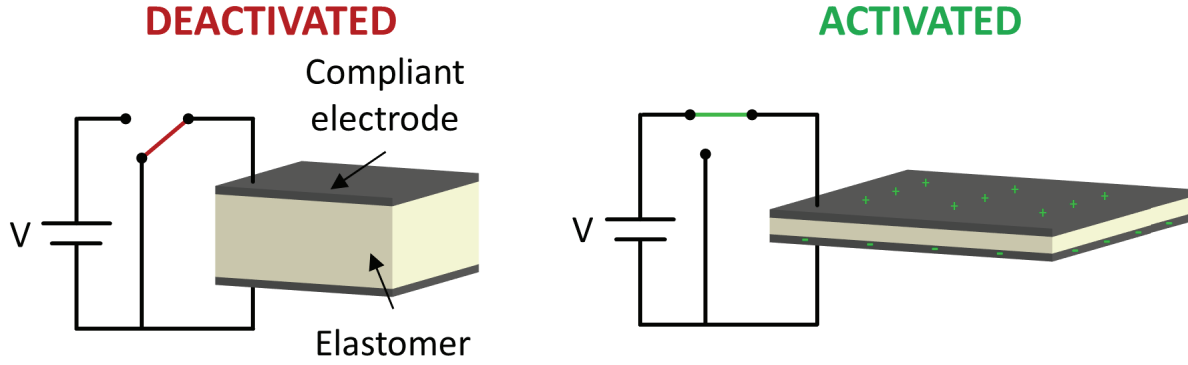 DEACTIVATED
Compliant
electrode
V
Elastomer
ACTIVATED
V
+ + + + + + + + +
- - - - - - -